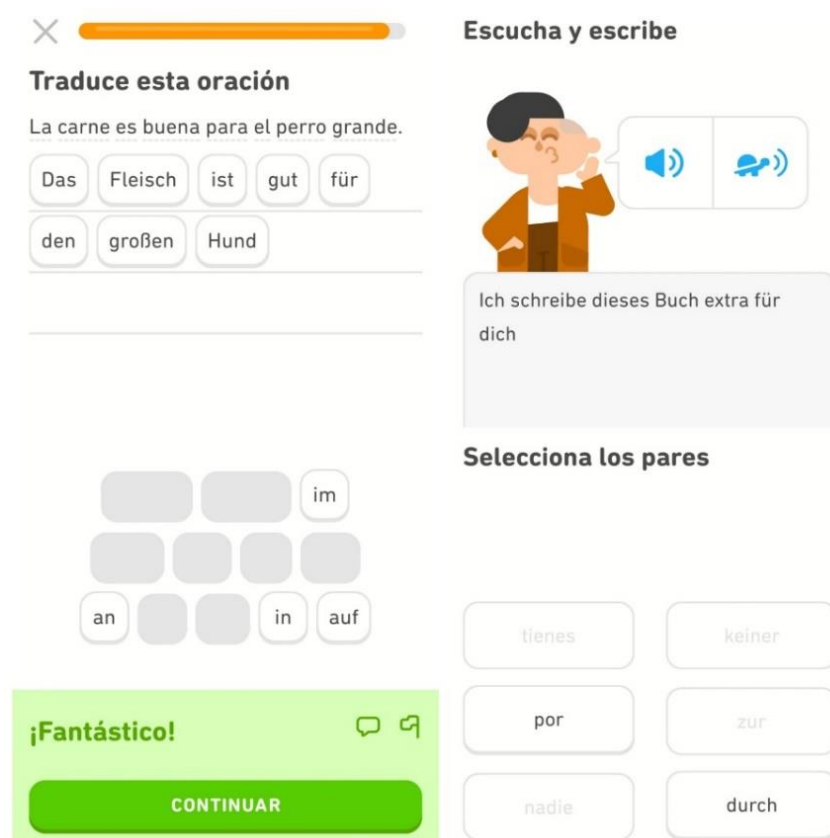 Traduce esta oración
La carne es buena para el perro grande.
Das Fleisch ist gut für
den großen Hund
im
an in auf
¡Fantástico!
CONTINUAR
Escucha y escribe
Ich schreibe dieses Buch extra für
dich
Selecciona los pares
tienes keiner
por zur
nadie durch